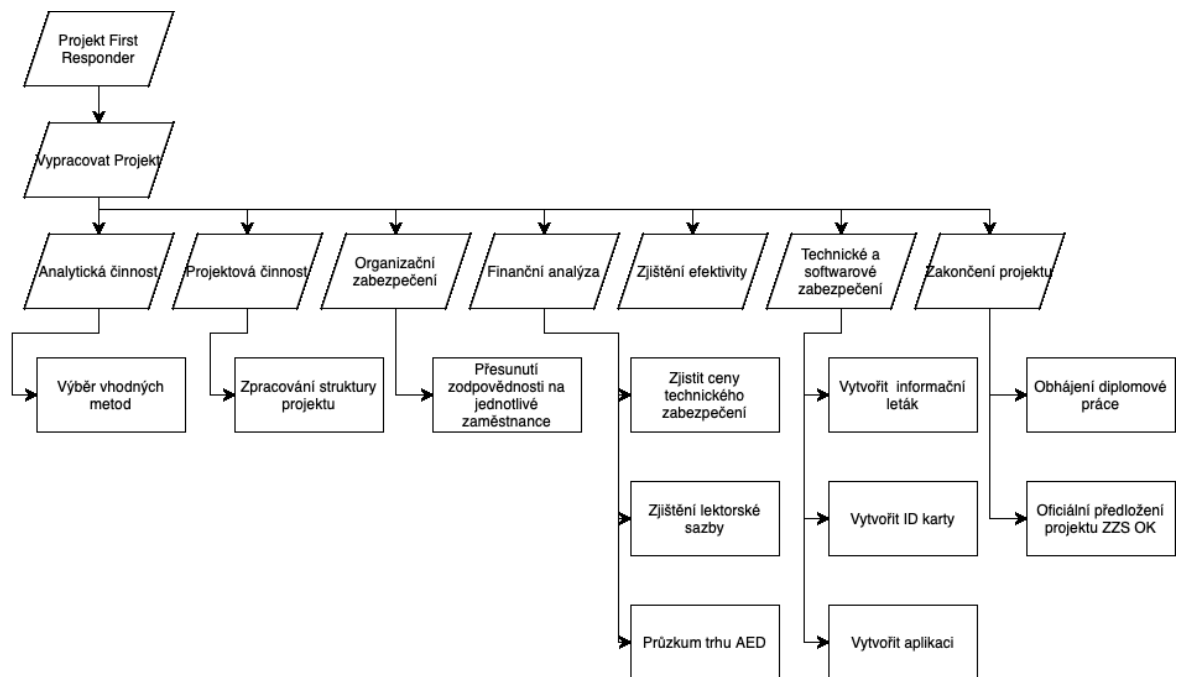 Projekt First
Responder
Vypracovat Projekt
Analytická činnost
Projektová činnost
Organizační
zabezpečení
Finanční analýza
Zjištění efektivity
Technické a
softwarové
zabezpečení
Zakončení projektu
Výběr vhodných
metod
Zpracování struktury
projektu
Přesunutí
zodpovědnosti na
jednotlivé
zaměstnance
Zjistit ceny
technického
zabezpečení
Vytvořit informační
leták
Obhájení diplomové
práce
Zjištění lektorské
sazby
Vytvořit ID karty
Oficiální předložení
projektu ZZS OK
Průzkum trhu AED
Vytvořit aplikaci